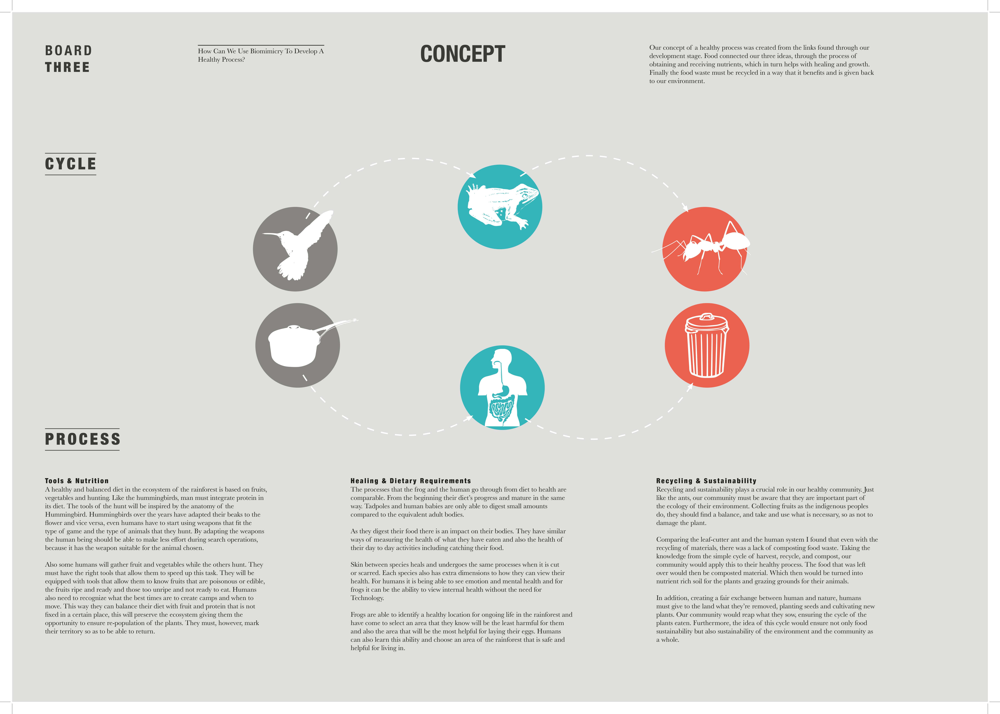 BOARD
THREE
How Can We Use Biomimicry To Develop A
Healthy Process?
CONCEPT
Our concept of a healthy process was created from the links found through our
development stage. Food connected our three ideas, through the process of
obtaining and receiving nutrients, which in turn helps with healing and growth.
Finally the food waste must be recycled in a way that it benefits and is given back
to our environment.
CYCLE
PROCESS
Tools & Nutrition
A healthy and balanced diet in the ecosystem of the rainforest is based on fruits,
vegetables and hunting. Like the hummingbirds, man must integrate protein in
its diet. The tools of the hunt will be inspired by the anatomy of the
Hummingbird. Hummingbirds over the years have adapted their beaks to the
flower and vice versa, even humans have to start using weapons that fit the
type of game and the type of animals that they hunt. By adapting the weapons
the human being should be able to make less effort during search operations,
because it has the weapon suitable for the animal chosen.
Also some humans will gather fruit and vegetables while the others hunt. They
must have the right tools that allow them to speed up this task. They will be
equipped with tools that allow them to know fruits that are poisonous or edible,
the fruits ripe and ready and those too unripe and not ready to eat. Humans
also need to recognize what the best times are to create camps and when to
move. This way they can balance their diet with fruit and protein that is not
fixed in a certain place, this will preserve the ecosystem giving them the
opportunity to ensure re-population of the plants. They must, however, mark
their territory so as to be able to return.
Healing & Dietary Requirements
The processes that the frog and the human go through from diet to health are
comparable. From the beginning their diet's progress and mature in the same
way. Tadpoles and human babies are only able to digest small amounts
compared to the equivalent adult bodies.
As they digest their food there is an impact on their bodies. They have similar
ways of measuring the health of what they have eaten and also the health of
their day to day activities including catching their food.
Skin between species heals and undergoes the same processes when it is cut
or scarred. Each species also has extra dimensions to how they can view their
health. For humans it is being able to see emotion and mental health and for
frogs it can be the ability to view internal health without the need for
Technology.
Frogs are able to identify a healthy location for ongoing life in the rainforest and
have come to select an area that they know will be the least harmful for them
and also the area that will be the most helpful for laying their eggs. Humans
can also learn this ability and choose an area of the rainforest that is safe and
helpful for living in.
Recycling & Sustainability
Recycling and sustainability plays a crucial role in our healthy community. Just
like the ants, our community must be aware that they are important part of
the ecology of their environment. Collecting fruits as the indigenous peoples
do, they should find a balance, and take and use what is necessary, so as not to
damage the plant.
Comparing the leaf-cutter ant and the human system I found that even with the
recycling of materials, there was a lack of composting food waste. Taking the
knowledge from the simple cycle of harvest, recycle, and compost, our
community would apply this to their healthy process. The food that was left
over would then be composted material. Which then would be turned into
nutrient rich soil for the plants and grazing grounds for their animals.
In addition, creating a fair exchange between human and nature, humans
must give to the land what they're removed, planting seeds and cultivating new
plants. Our community would reap what they sow, ensuring the cycle of the
plants eaten. Furthermore, the idea of this cycle would ensure not only food
sustainability but also sustainability of the environment and the community as
a whole.